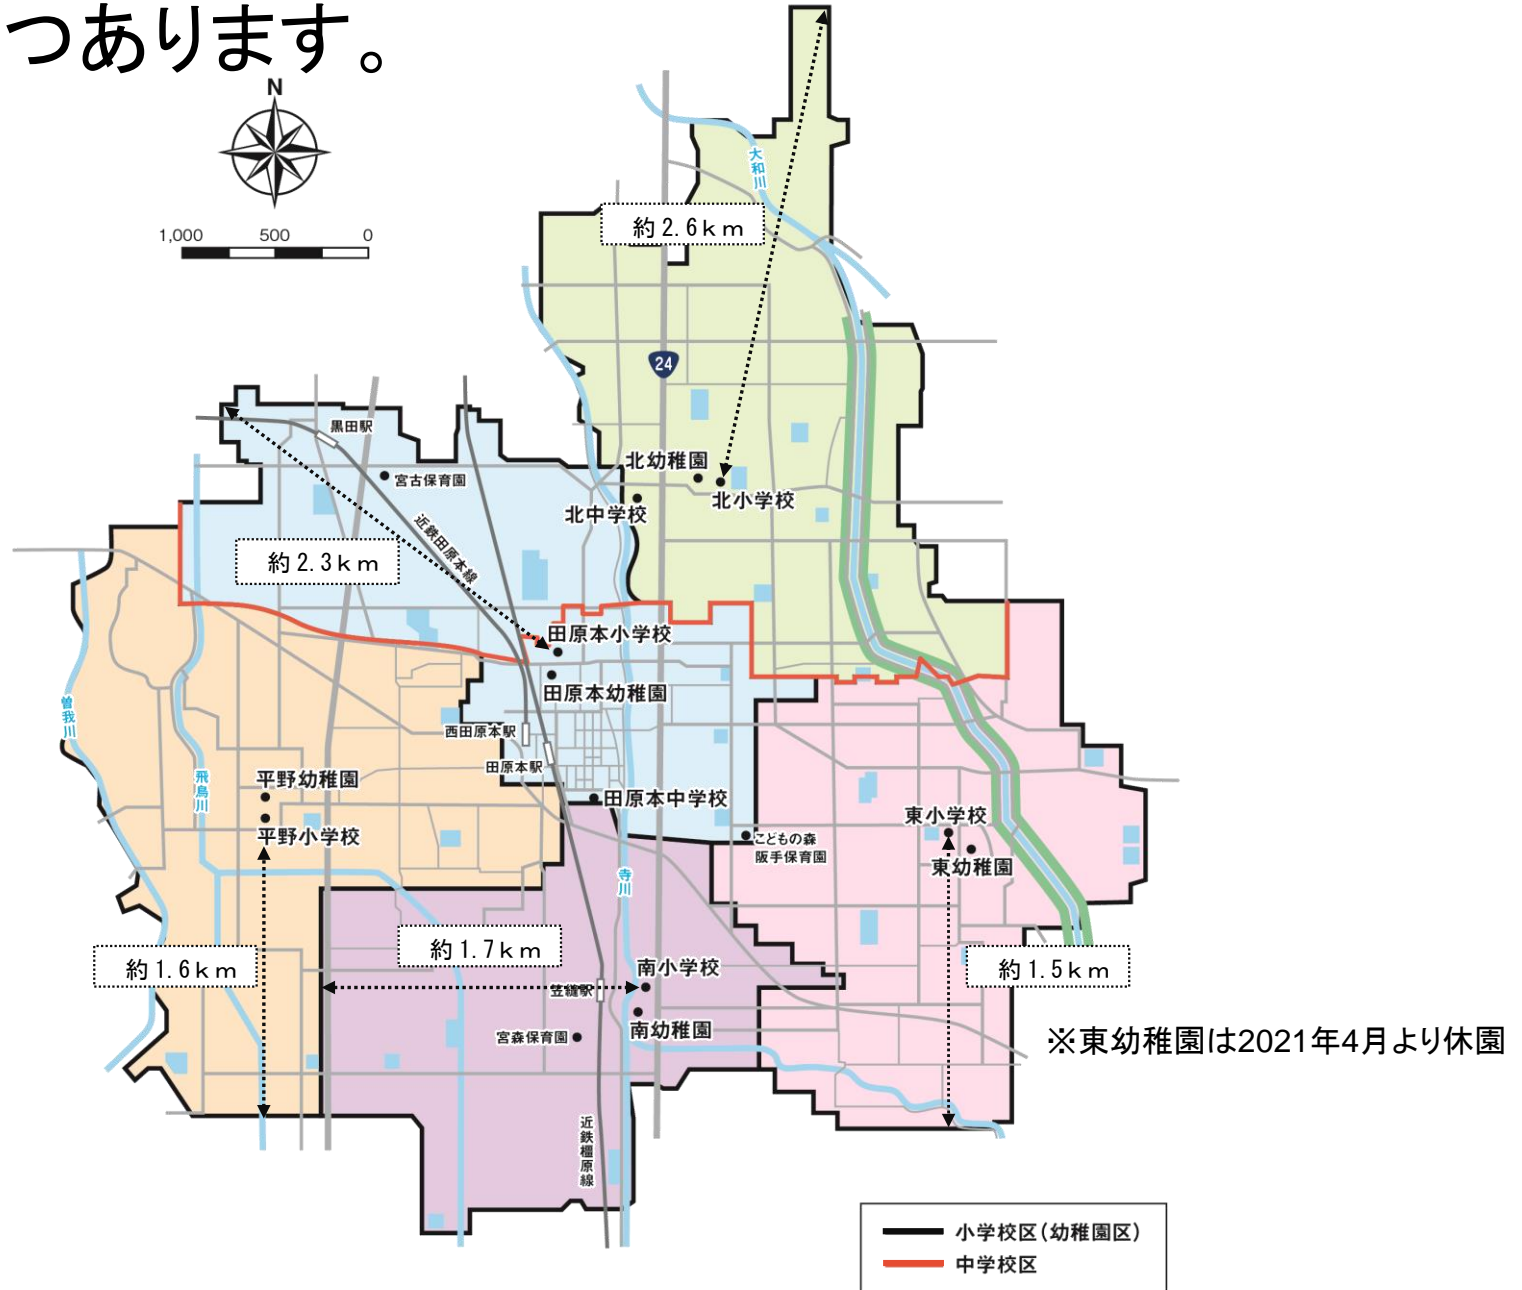 つあります。
N
1,000 500 0
大和川
約2.6ｋｍ
24
黒田駅
宮古保育園
北幼稚園
北小学校
北中学校
近鉄田原本線
約2.3ｋｍ
田原本小学校
田原本幼稚園
曽我川
飛鳥川
西田原本駅
田原本駅
平野幼稚園
平野小学校
田原本中学校
こどもの森
阪手保育園
東小学校
東幼稚園
寺川
約1.6ｋｍ
約1.7ｋｍ
南小学校
笠縫駅
南幼稚園
宮森保育園
約1.5ｋｍ
※東幼稚園は2021年4月より休園
近鉄橿原線
小学校区（幼稚園区）
中学校区